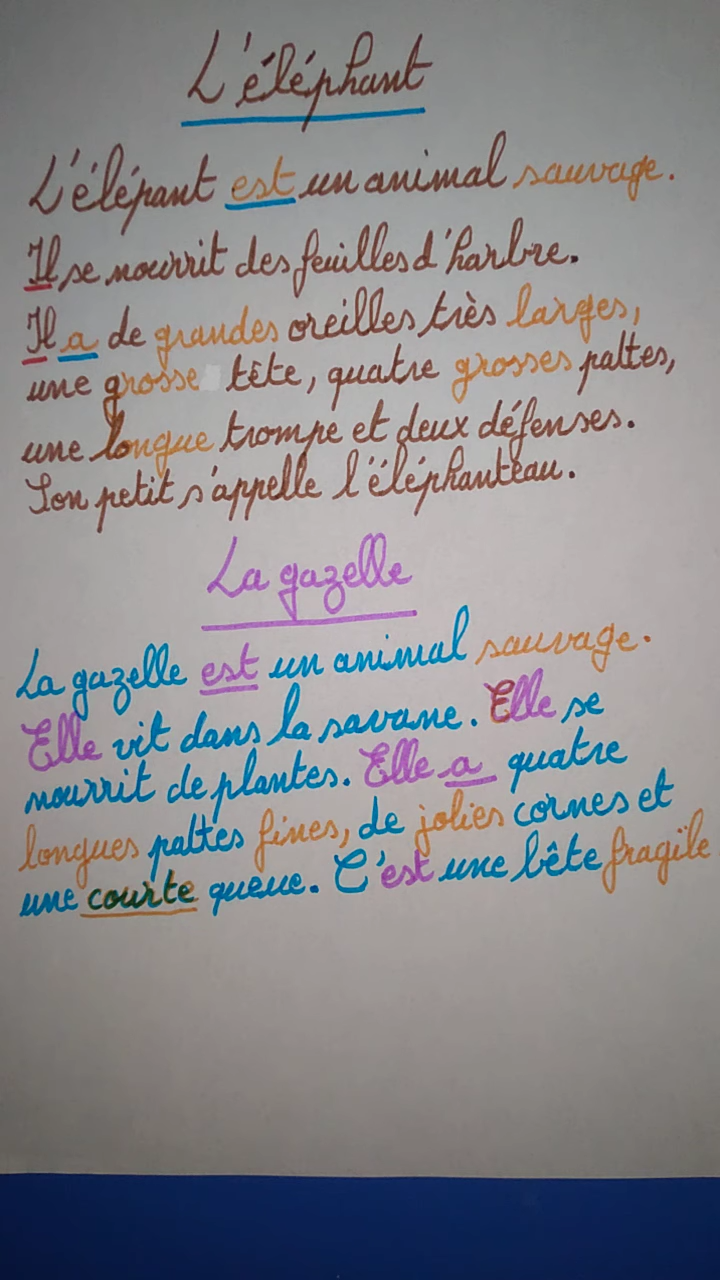 L'éléphant
L'élépant est un animal sauvage.
Il se nourrit des feuilles d'harbre.
Il a de grandes oreilles très larges,
une grosse tête, quatre grosses pattes,
une longue trompe et deux défenses.
Son petit s'appelle l'éléphanteau.
La gazelle
La gazelle est un animal sauvage.
Elle vit dans la savane. Elle se
nourrit de plantes. Elle a quatre
longues pattes fines, de jolies cornes et
une courte queue. C'est une bête fragile